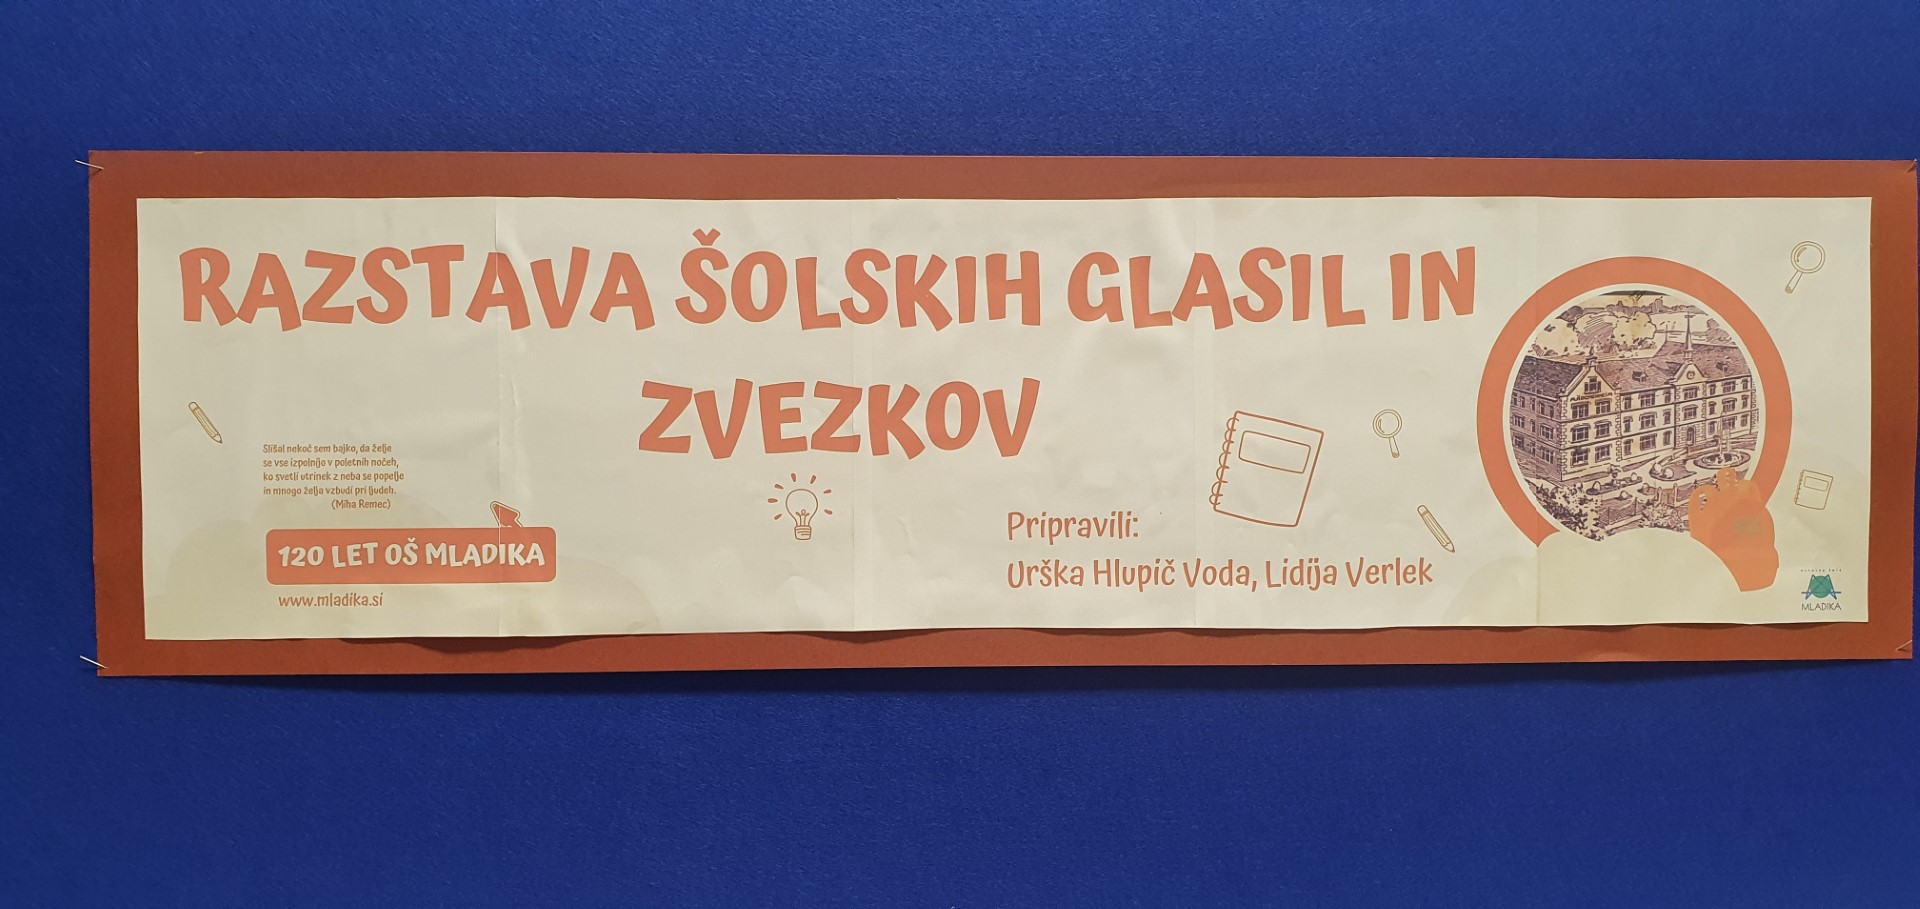 RAZSTAVA ŠOLSKIH GLASIL IN
ZVEZKOV
Slišal nekoč sem bajko, da želje
se vse izpolnijo v poletnih nočeh,
ko svetli utrinek z neba se popelje
in mnogo želja vzbudi pri ljudeh.
(Miha Remec)
120 LET OŠ MLADIKA
www.mladika.si
Pripravili:
Urška Hlupič Voda, Lidija Verlek
MLADIKA